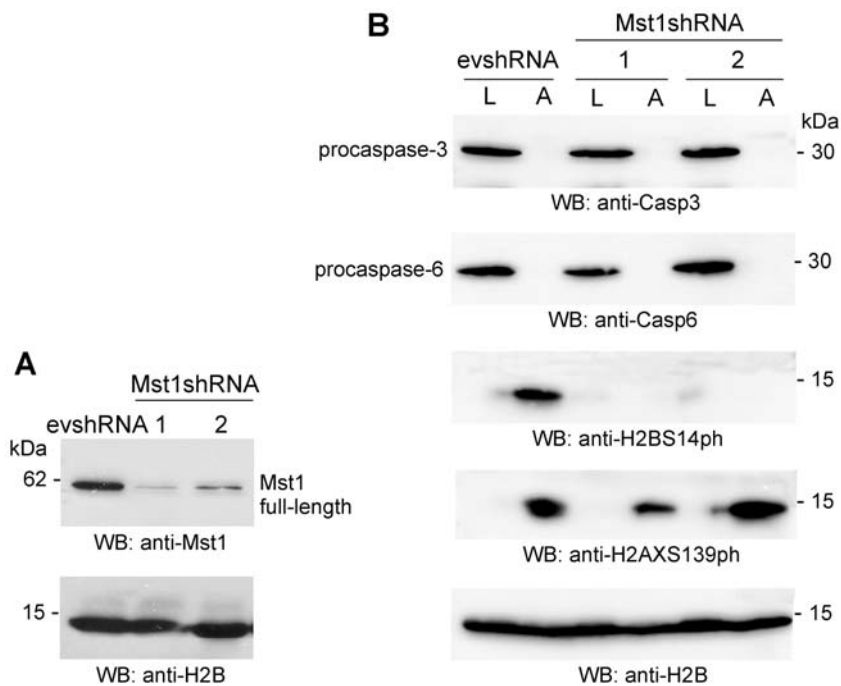 A
Mst1shRNA
evshRNA 1 2
kDa
62 -
Mst1
full-length
WB: anti-Mst1
15 -
WB: anti-H2B
B
Mst1shRNA
evshRNA 1 2
L A L A L A
kDa
procaspase-3
- 30
WB: anti-Casp3
procaspase-6
- 30
WB: anti-Casp6
- 15
WB: anti-H2BS14ph
- 15
WB: anti-H2AXS139ph
- 15
WB: anti-H2B